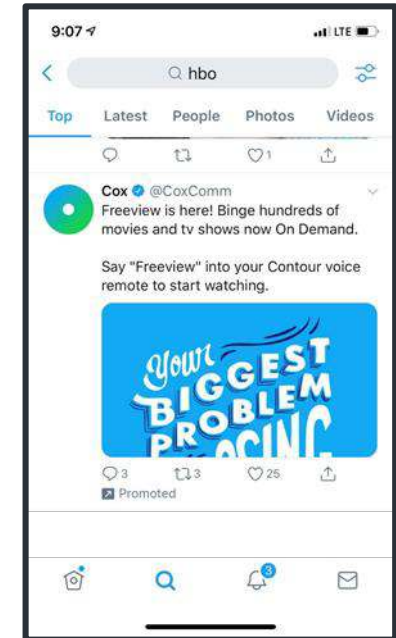 9:07 LTE
hbo
Top Latest People Photos Videos
1
Cox @CoxComm
Freeview is here! Binge hundreds of
movies and tv shows now On Demand.
Say "Freeview" into your Contour voice
remote to start watching.
Your
BIGGEST
PROBLEM
3 3 25
Promoted
3